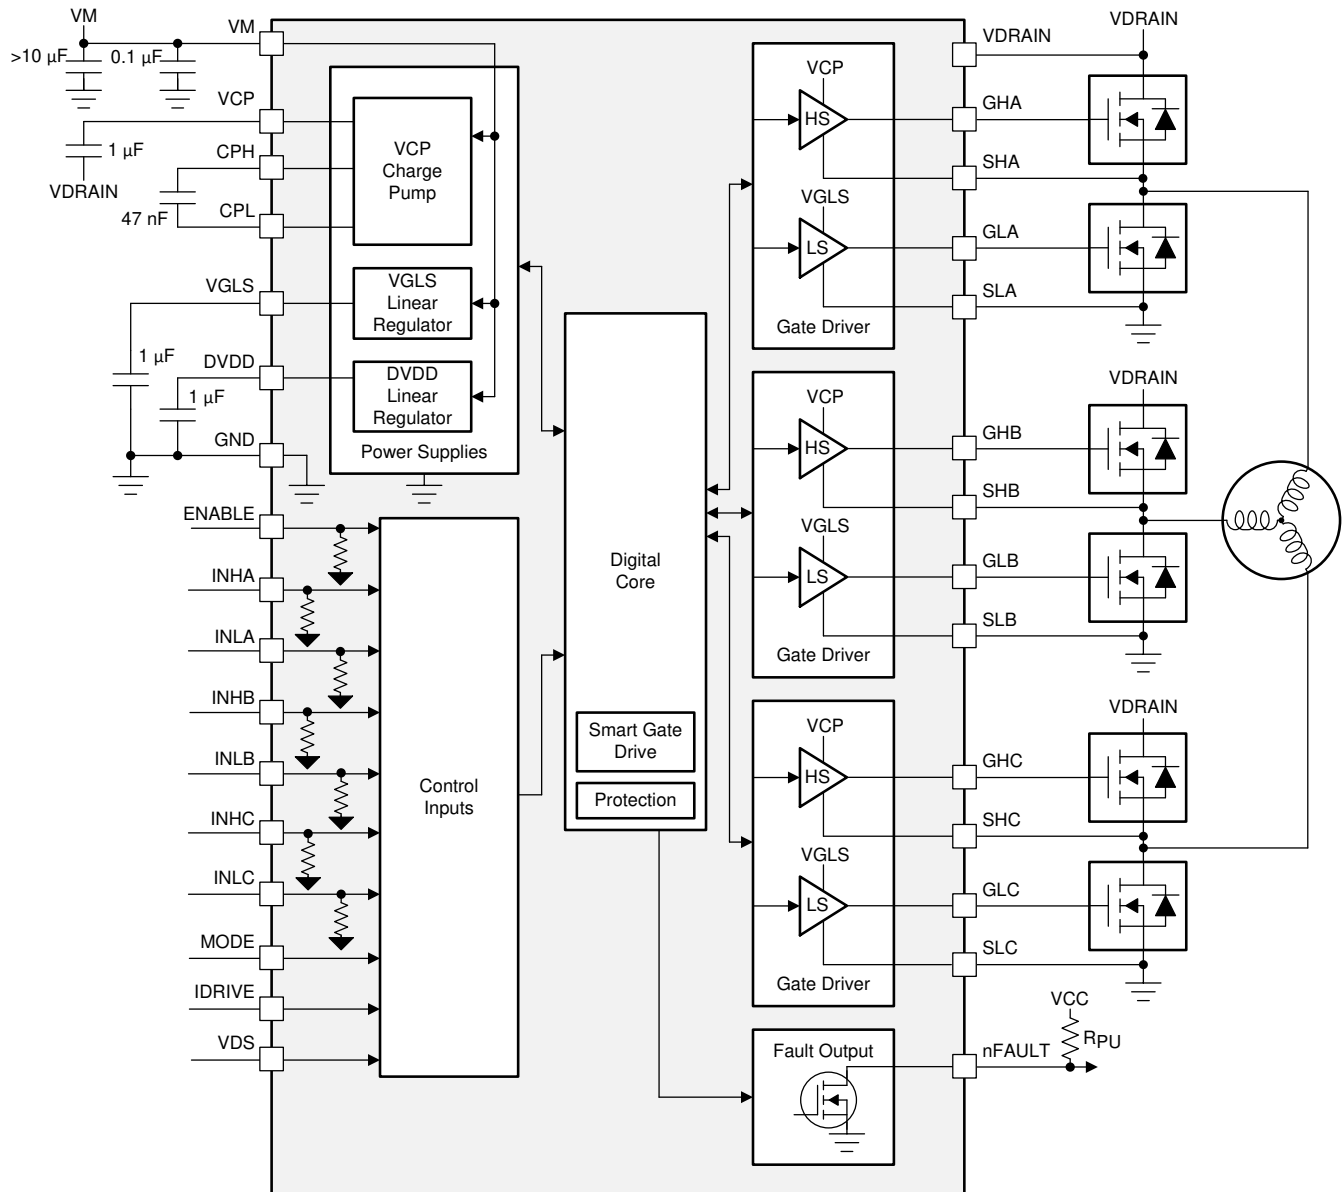 VM
>10 µF
0.1 µF
VM
VCP
1 µF
VDRAIN
CPH
47 nF
CPL
VGLS
1 µF
DVDD
1 µF
GND
ENABLE
INHA
INLA
INHB
INLB
INHC
INLC
MODE
IDRIVE
VDS
VCP
Charge
Pump
VGLS
Linear
Regulator
DVDD
Linear
Regulator
Power Supplies
Control
Inputs
Digital
Core
Smart Gate
Drive
Protection
VCP
HS
VGLS
LS
Gate Driver
VCP
HS
VGLS
LS
Gate Driver
VCP
HS
VGLS
LS
Gate Driver
Fault Output
VDRAIN
VDRAIN
GHA
SHA
GLA
SLA
VDRAIN
GHB
SHB
GLB
SLB
VDRAIN
GHC
SHC
GLC
SLC
VCC
RPU
nFAULT